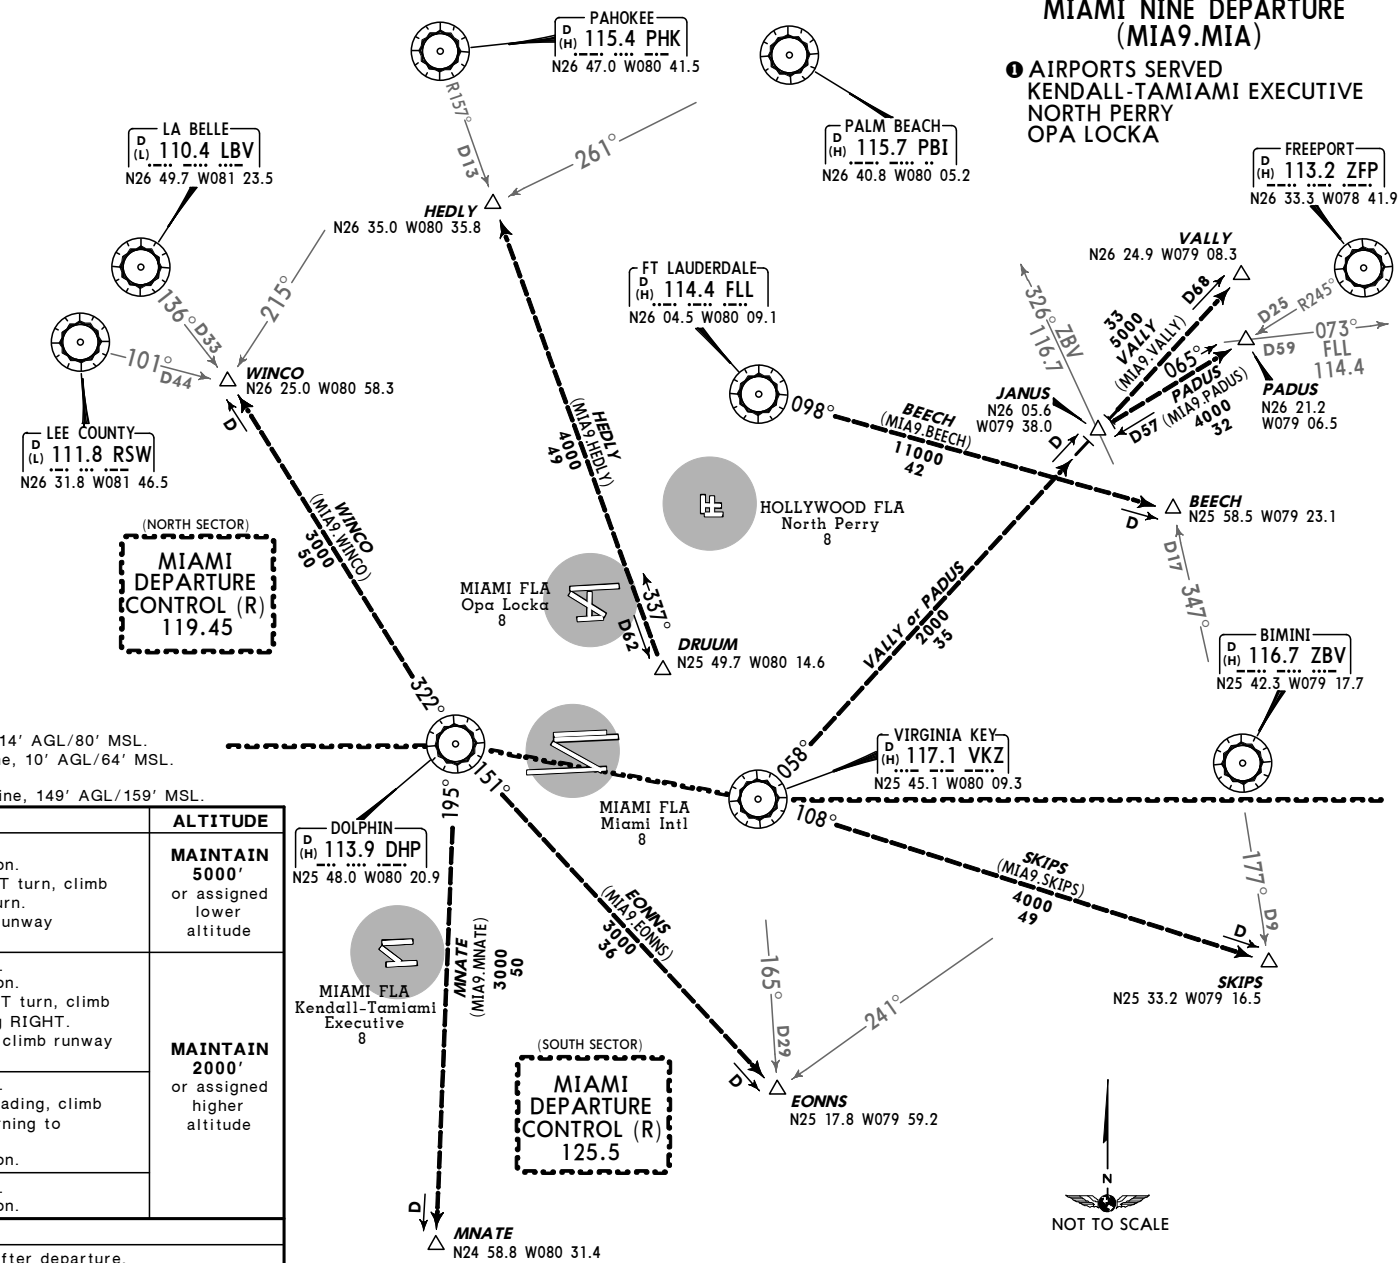 MIAMI NINE DEPARTURE
(MIA9.MIA)
❶ AIRPORTS SERVED
KENDALL-TAMIAMI EXECUTIVE
NORTH PERRY
OPA LOCKA
PAHOKEE
D
(H) 115.4 PHK
N26 47.0 W080 41.5
R157°
D13
261°
PALM BEACH
D
(H) 115.7 PBI
N26 40.8 W080 05.2
LA BELLE
D
(L) 110.4 LBV
N26 49.7 W081 23.5
FREEPORT
D
(H) 113.2 ZFP
N26 33.3 W078 41.9
HEDLY
N26 35.0 W080 35.8
VALLY
N26 24.9 W079 08.3
136°
D33
215°
101°
D44
WINCO
N26 25.0 W080 58.3
D
LEE COUNTY
D
(L) 111.8 RSW
N26 31.8 W081 46.5
FT LAUDERDALE
D
(H) 114.4 FLL
N26 04.5 W080 09.1
326° ZBV
116.7
D68
33
5000
VALLY
(MIA9.VALLY)
D25
R245°
073°
D59
FLL
114.4
065°
PADUS
(MIA9.PADUS)
4000
32
D57
PADUS
N26 21.2
W079 06.5
JANUS
N26 05.6
W079 38.0
D
098°
BEECH
(MIA9.BEECH)
11000
42
BEECH
N25 58.5 W079 23.1
D
D17
347°
HEDLY
(MIA9.HEDLY)
4000
49
HOLLYWOOD FLA
North Perry
8
(NORTH SECTOR)
MIAMI
DEPARTURE
CONTROL (R)
119.45
WINCO
(MIA9.WINCO)
3000
50
MIAMI FLA
Opa Locka
8
337°
D62
DRUUM
N25 49.7 W080 14.6
VALLY or PADUS
2000
35
BIMINI
D
(H) 116.7 ZBV
N25 42.3 W079 17.7
322°
058°
VIRGINIA KEY
D
(H) 117.1 VKZ
N25 45.1 W080 09.3
14' AGL/80' MSL.
ne, 10' AGL/64' MSL.
ine, 149' AGL/159' MSL.
151°
195°
MIAMI FLA
Miami Intl
8
108°
DOLPHIN
D
(H) 113.9 DHP
N25 48.0 W080 20.9
SKIPS
(MIA9.SKIPS)
4000
49
177°
D9
D
SKIPS
N25 33.2 W079 16.5
EONNS
(MIA9.EONNS)
3000
36
MNATE
(MIA9.MNATE)
3000
50
MIAMI FLA
Kendall-Tamiami
Executive
8
165°
D29
241°
D
EONNS
N25 17.8 W079 59.2
(SOUTH SECTOR)
MIAMI
DEPARTURE
CONTROL (R)
125.5
D
MNATE
N24 58.8 W080 31.4
N
NOT TO SCALE
ALTITUDE
on.
T turn, climb
urn.
unway
MAINTAIN
5000'
or assigned
lower
altitude
on.
T turn, climb
g RIGHT.
climb runway
MAINTAIN
2000'
or assigned
higher
altitude
ading, climb
rning to
on.
on.
fter departure.